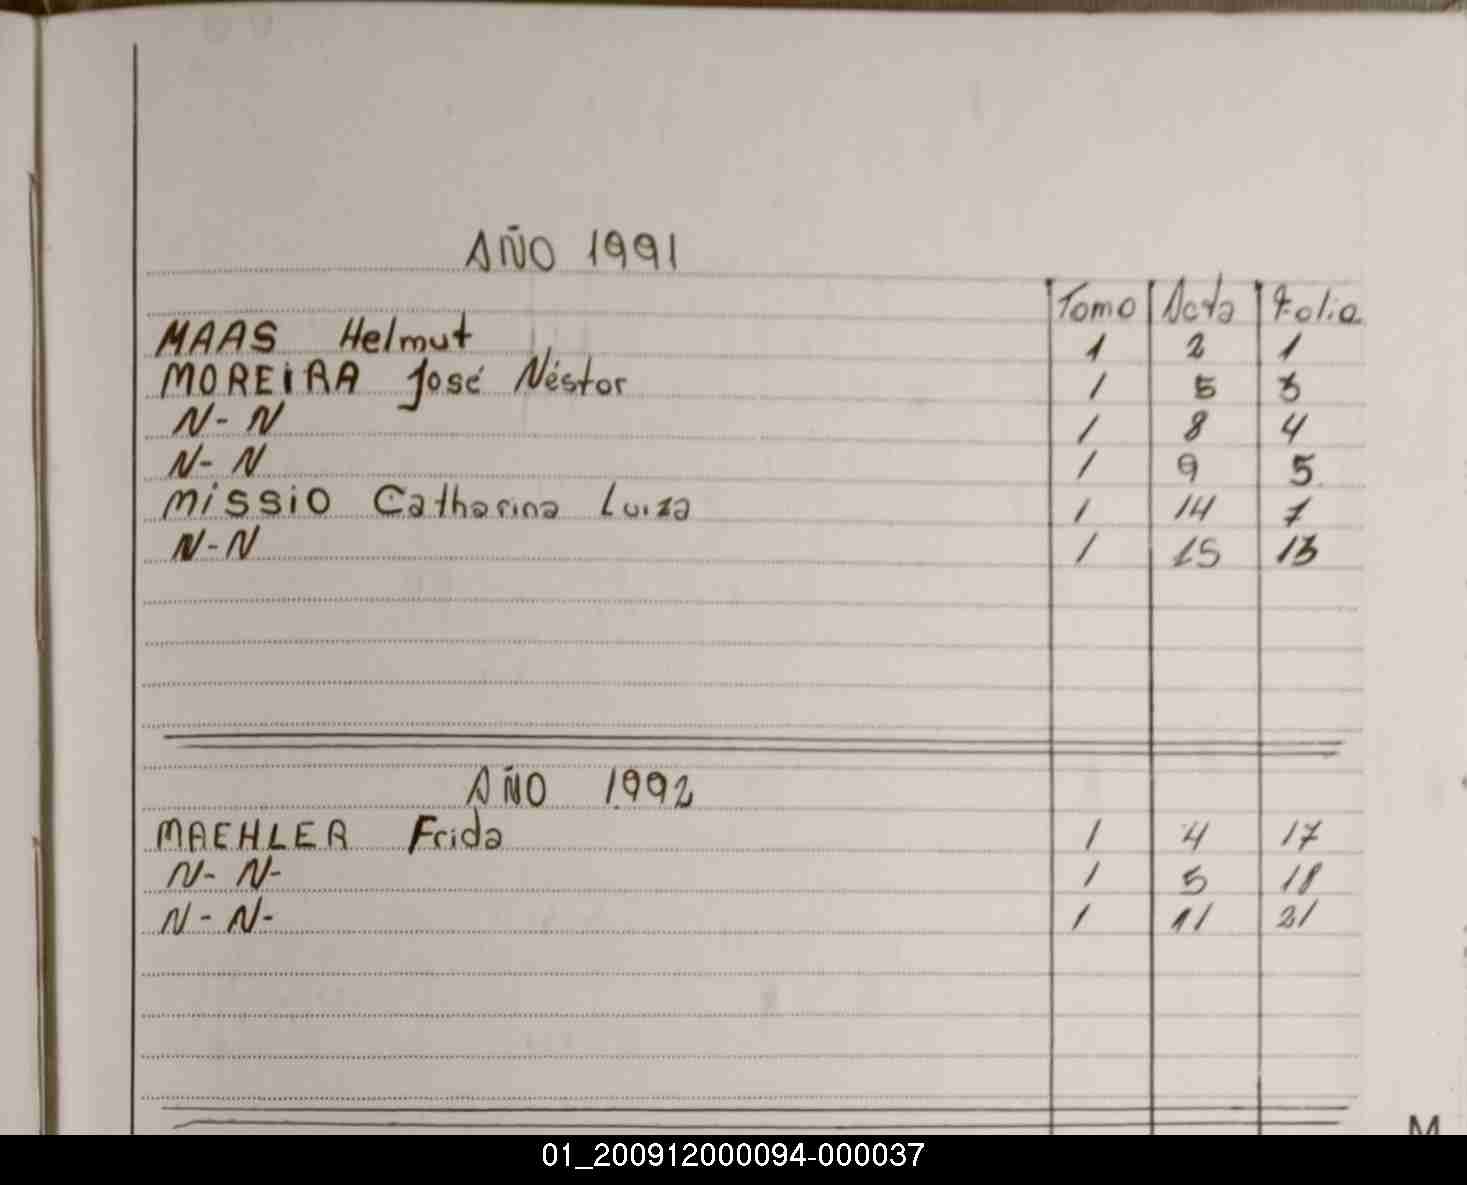 AÑO 1991
Tomo Acta Folio
MAAS Helmut 1 2 1
MOREIRA José Néstor 1 5 3
N-N 1 8 4
N-N 1 9 5
MISSIO Catharina Luiza 1 14 7
N-N 1 15 13
AÑO 1992
MAEHLER Frida 1 4 17
N-N- 1 5 18
N-N- 1 11 21
M
01_200912000094-000037